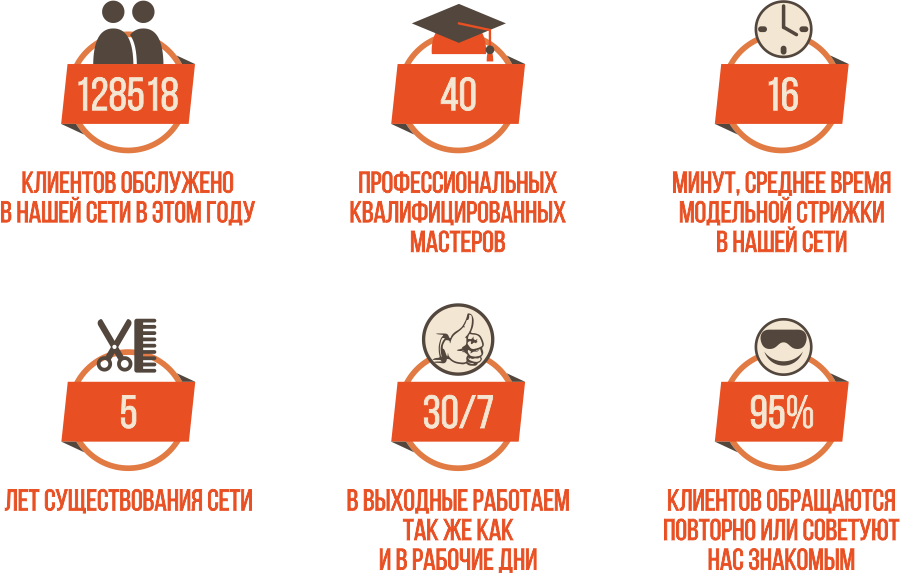 128518
КЛИЕНТОВ ОБСЛУЖЕНО
В НАШЕЙ СЕТИ В ЭТОМ ГОДУ
40
ПРОФЕССИОНАЛЬНЫХ
КВАЛИФИЦИРОВАННЫХ
МАСТЕРОВ
16
МИНУТ, СРЕДНЕЕ ВРЕМЯ
МОДЕЛЬНОЙ СТРИЖКИ
В НАШЕЙ СЕТИ
5
ЛЕТ СУЩЕСТВОВАНИЯ СЕТИ
30/7
В ВЫХОДНЫЕ РАБОТАЕМ
ТАК ЖЕ КАК
И В РАБОЧИЕ ДНИ
95%
КЛИЕНТОВ ОБРАЩАЮТСЯ
ПОВТОРНО ИЛИ СОВЕТУЮТ
НАС ЗНАКОМЫМ